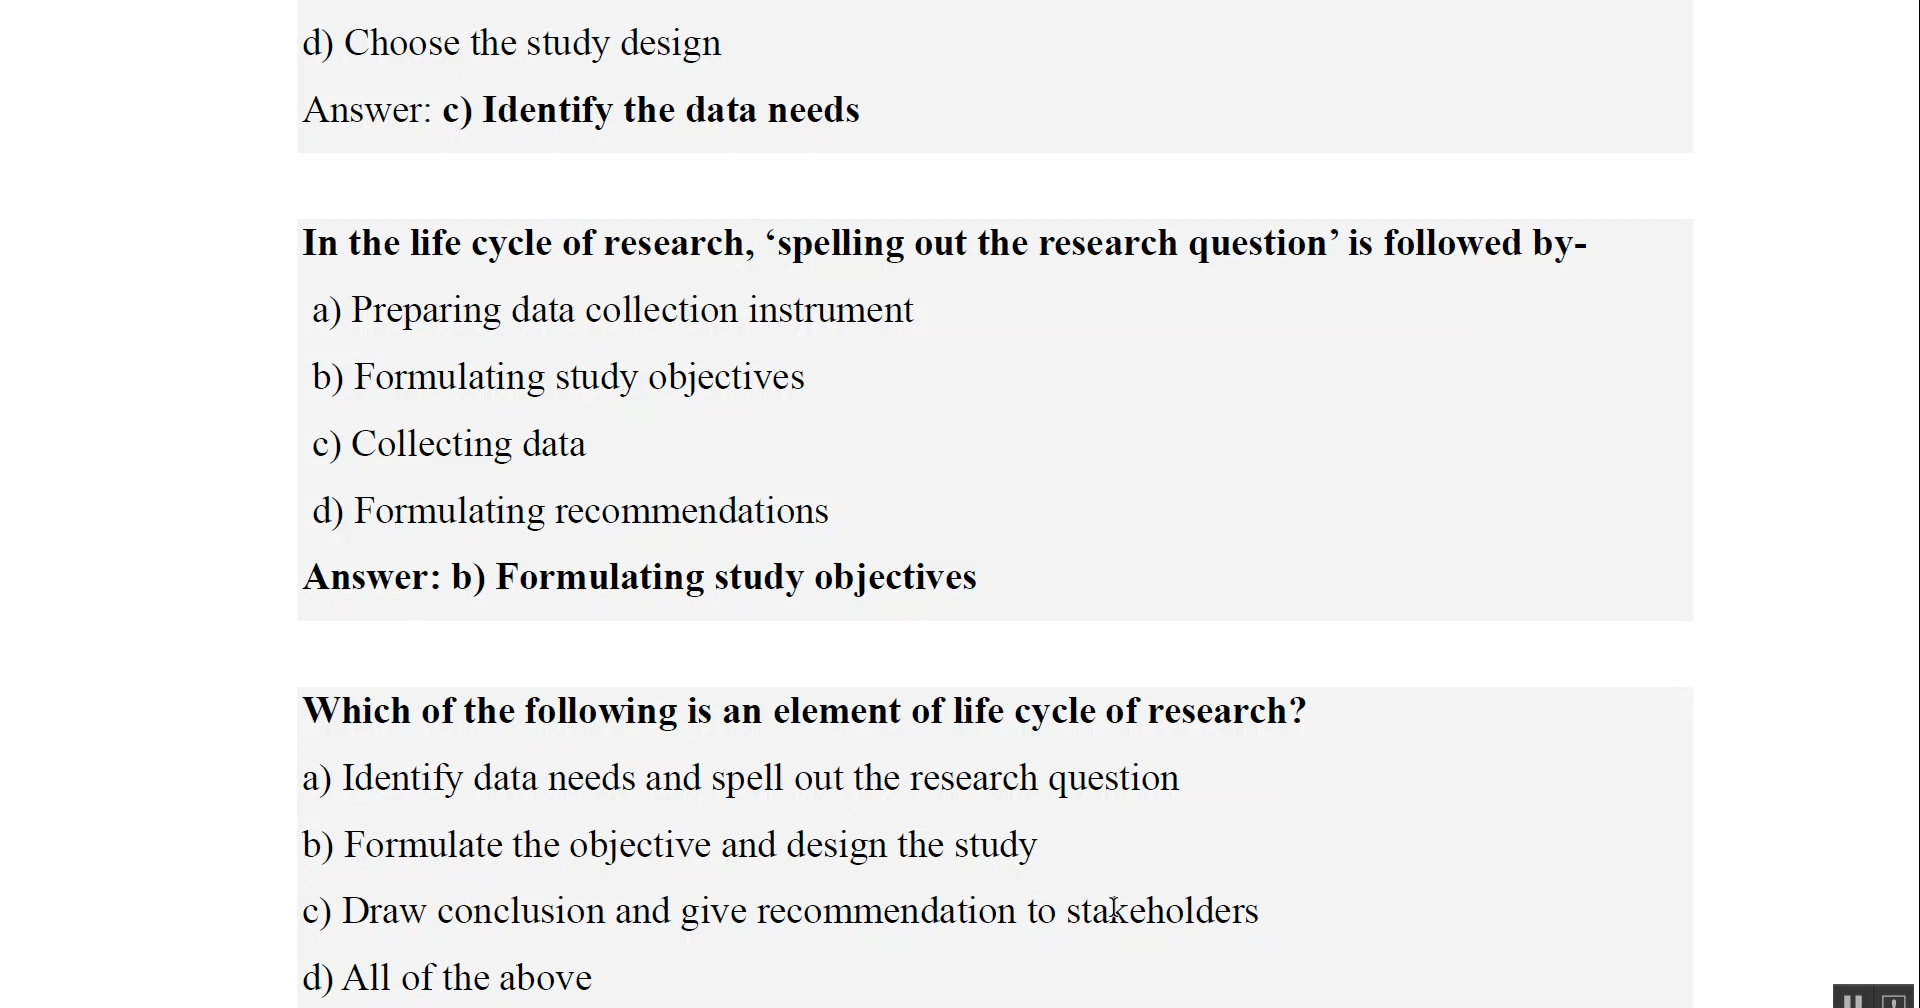 d) Choose the study design
Answer: c) Identify the data needs
In the life cycle of research, ‘spelling out the research question’ is followed by-
a) Preparing data collection instrument
b) Formulating study objectives
c) Collecting data
d) Formulating recommendations
Answer: b) Formulating study objectives
Which of the following is an element of life cycle of research?
a) Identify data needs and spell out the research question
b) Formulate the objective and design the study
c) Draw conclusion and give recommendation to stakeholders
d) All of the above